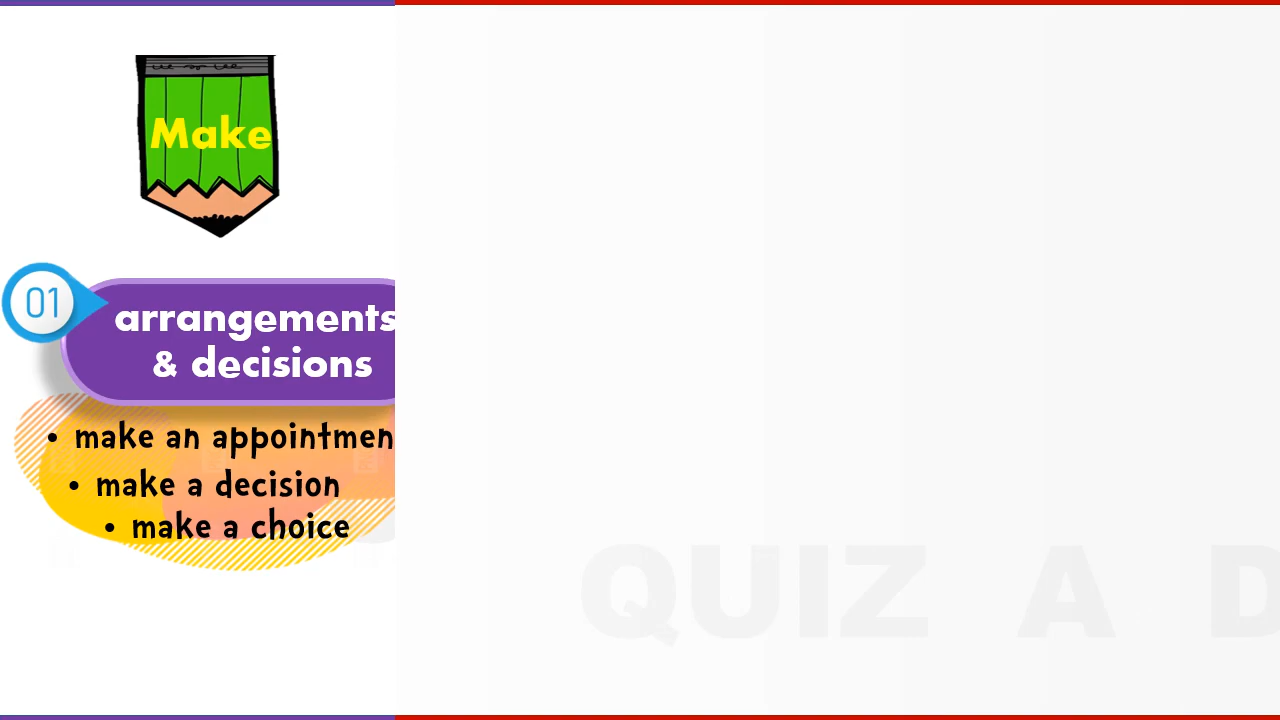 Make
01
arrangements
& decisions
• make an appointmen
• make a decision
• make a choice
QUIZ A D